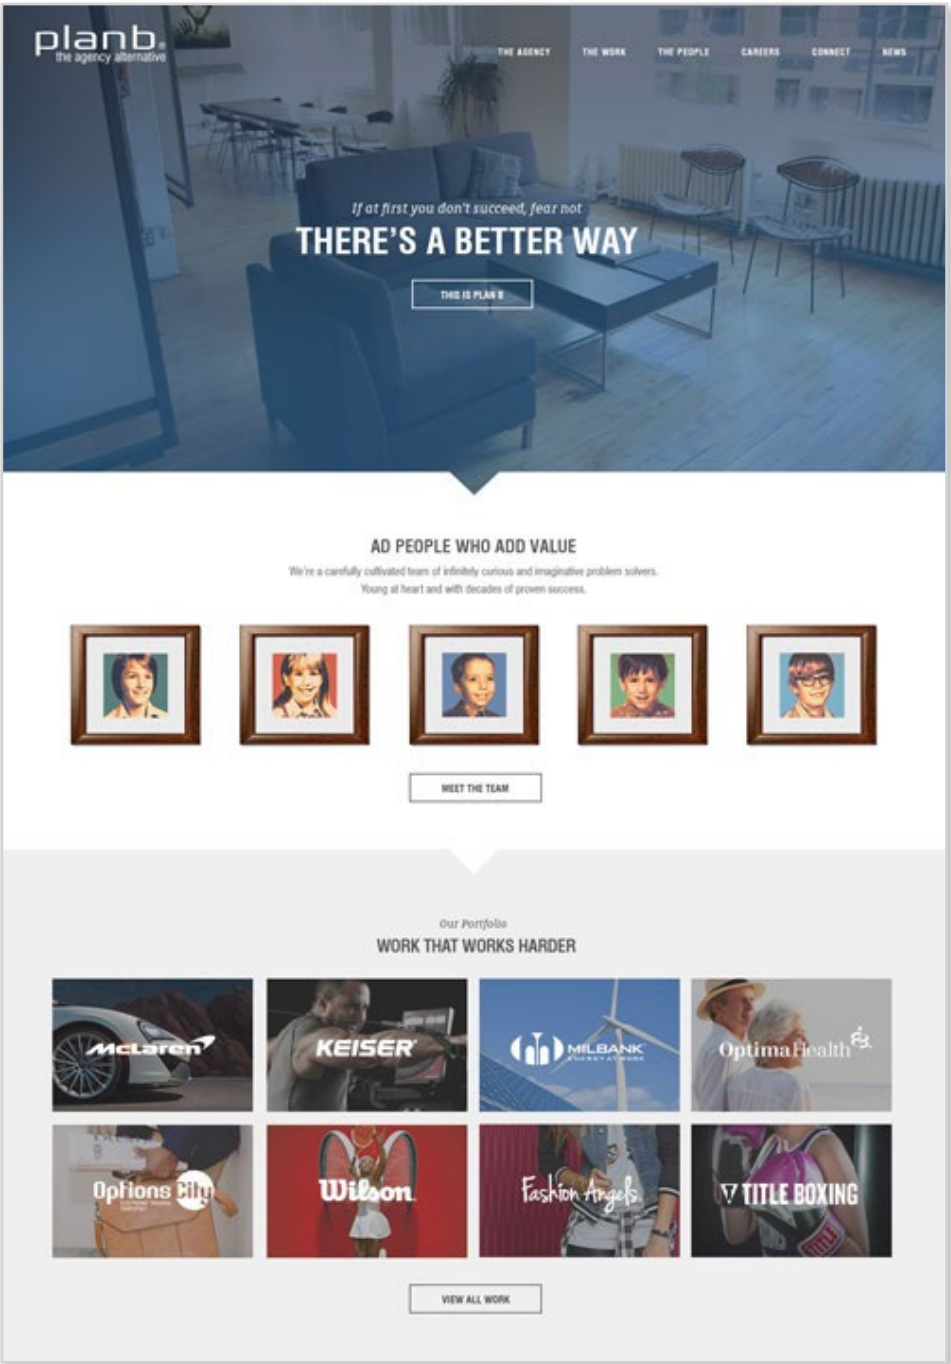 planb®
the agency alternative
THE AGENCY THE WORK THE PEOPLE CAREERS CONNECT NEWS
If at first you don't succeed, fear not
THERE'S A BETTER WAY
THIS IS PLAN B
AD PEOPLE WHO ADD VALUE
We're a carefully cultivated team of infinitely curious and imaginative problem solvers.
Young at heart and with decades of proven success.
MEET THE TEAM
Our Portfolio
WORK THAT WORKS HARDER
McLaren
KEISER
MILBANK
ENERGY AT WORK
OptimaHealth
Options City
Wilson
Fashion Angels
TITLE BOXING
TITLE
VIEW ALL WORK